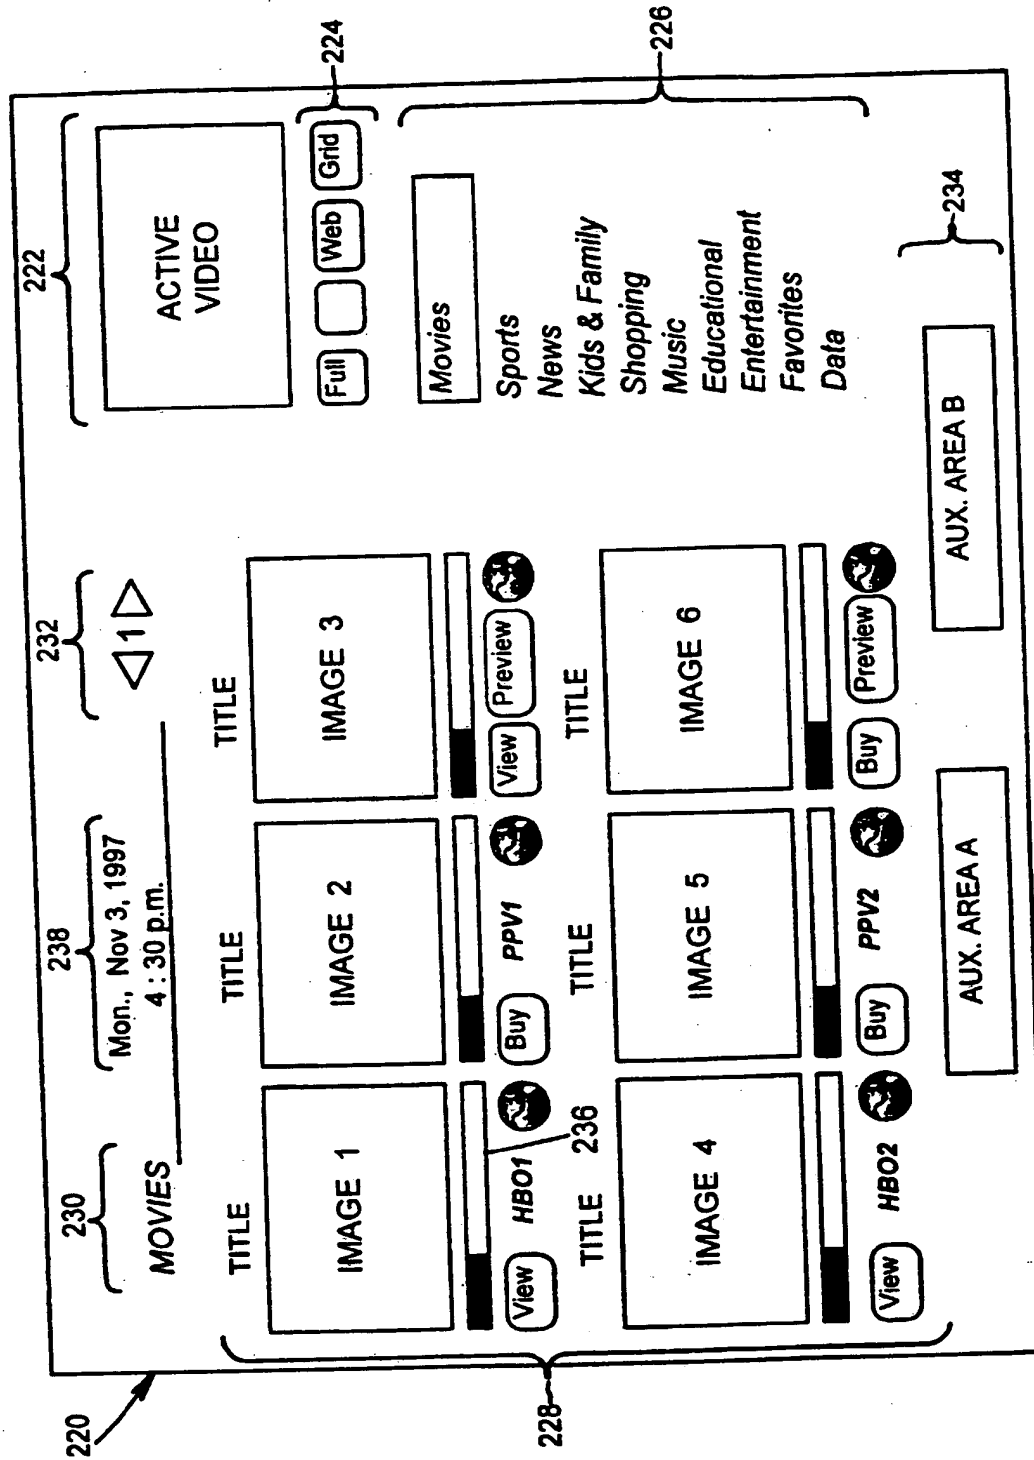 220
230
238
232
222
MOVIES
Mon., Nov 3, 1997
4 : 30 p.m.
1
ACTIVE
VIDEO
224
Full
Web
Grid
TITLE
TITLE
TITLE
IMAGE 1
IMAGE 2
IMAGE 3
View
HBO1
Buy
PPV1
View
Preview
236
228
TITLE
TITLE
TITLE
IMAGE 4
IMAGE 5
IMAGE 6
View
HBO2
Buy
PPV2
Buy
Preview
Movies
Sports
News
Kids & Family
Shopping
Music
Educational
Entertainment
Favorites
Data
226
AUX. AREA A
AUX. AREA B
234